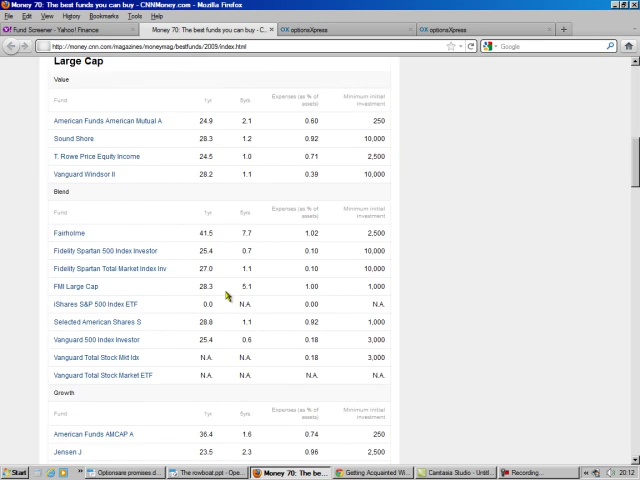 Money 70: The best funds you can buy - CNNMoney.com - Mozilla Firefox
File Edit View History Bookmarks Tools Help
Fund Screener - Yahoo! Finance
Money 70: The best funds you can buy - C...
optionsXpress
optionsXpress
http://money.cnn.com/magazines/moneymag/bestfunds/2009/index.html
Google
Large Cap
Value
Fund 1yr 5yrs Expenses (as % of assets) Minimum initial investment
American Funds American Mutual A 24.9 2.1 0.60 250
Sound Shore 28.3 1.2 0.92 10,000
T. Rowe Price Equity Income 24.5 1.0 0.71 2,500
Vanguard Windsor II 28.2 1.1 0.39 10,000
Blend
Fund 1yr 5yrs Expenses (as % of assets) Minimum initial investment
Fairholme 41.5 7.7 1.02 2,500
Fidelity Spartan 500 Index Investor 25.4 0.7 0.10 10,000
Fidelity Spartan Total Market Index Inv 27.0 1.1 0.10 10,000
FMI Large Cap 28.3 5.1 1.00 1,000
iShares S&P 500 Index ETF 0.0 N.A. 0.00 N.A.
Selected American Shares S 28.8 1.1 0.92 1,000
Vanguard 500 Index Investor 25.4 0.6 0.18 3,000
Vanguard Total Stock Mkt Idx N.A. N.A. 0.18 3,000
Vanguard Total Stock Market ETF N.A. N.A. N.A. N.A.
Growth
Fund 1yr 5yrs Expenses (as % of assets) Minimum initial investment
American Funds AMCAP A 36.4 1.6 0.74 250
Jensen J 23.5 2.3 0.96 2,500
Start
Optionsare promises d...
The rowboat.ppt - Ope...
Money 70: The be...
Getting Acquainted Wi...
Camtasia Studio - Untitl...
Recording...
20:12